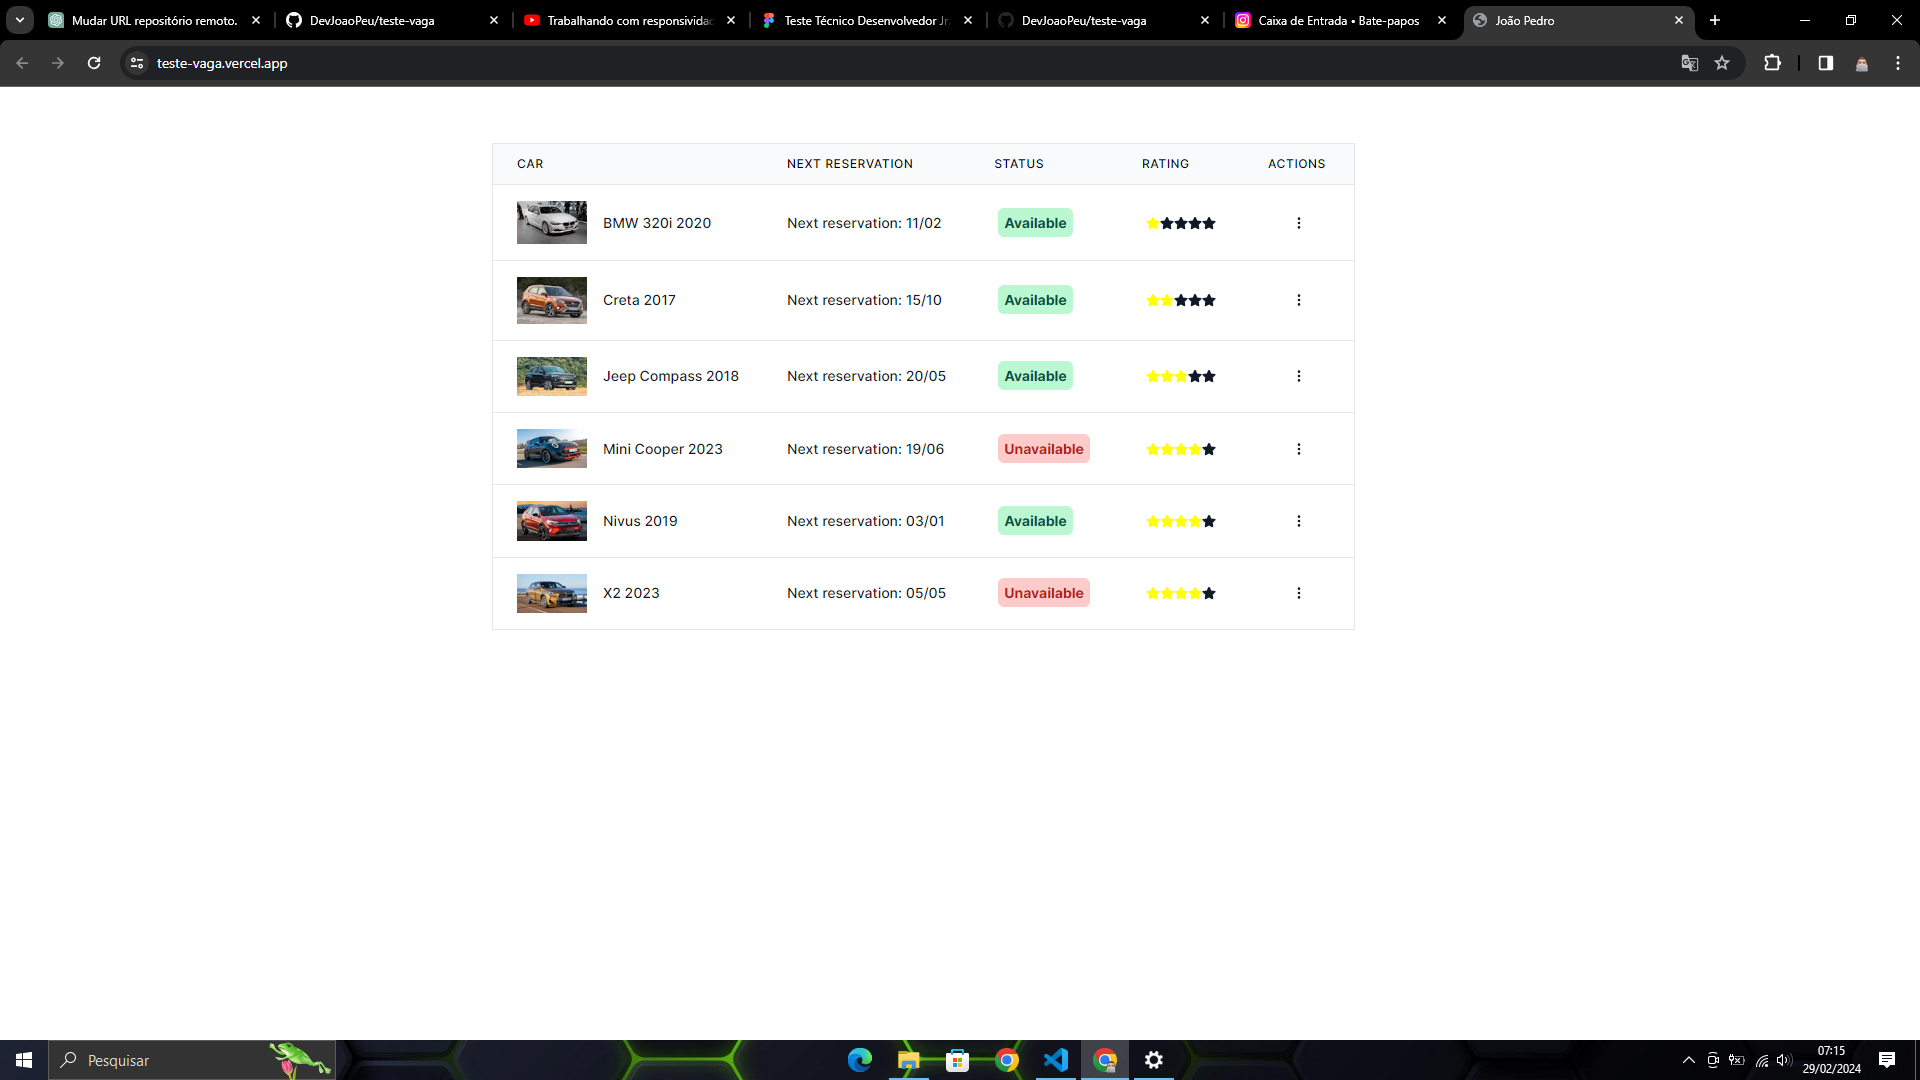 Mudar URL repositório remoto.
DevJoaoPeu/teste-vaga
Trabalhando com responsividad
Teste Técnico Desenvolvedor Jr.
DevJoaoPeu/teste-vaga
Caixa de Entrada • Bate-papos
João Pedro
teste-vaga.vercel.app
CAR NEXT RESERVATION STATUS RATING ACTIONS
BMW 320i 2020 Next reservation: 11/02 Available
Creta 2017 Next reservation: 15/10 Available
Jeep Compass 2018 Next reservation: 20/05 Available
Mini Cooper 2023 Next reservation: 19/06 Unavailable
Nivus 2019 Next reservation: 03/01 Available
X2 2023 Next reservation: 05/05 Unavailable
Pesquisar
07:15
29/02/2024